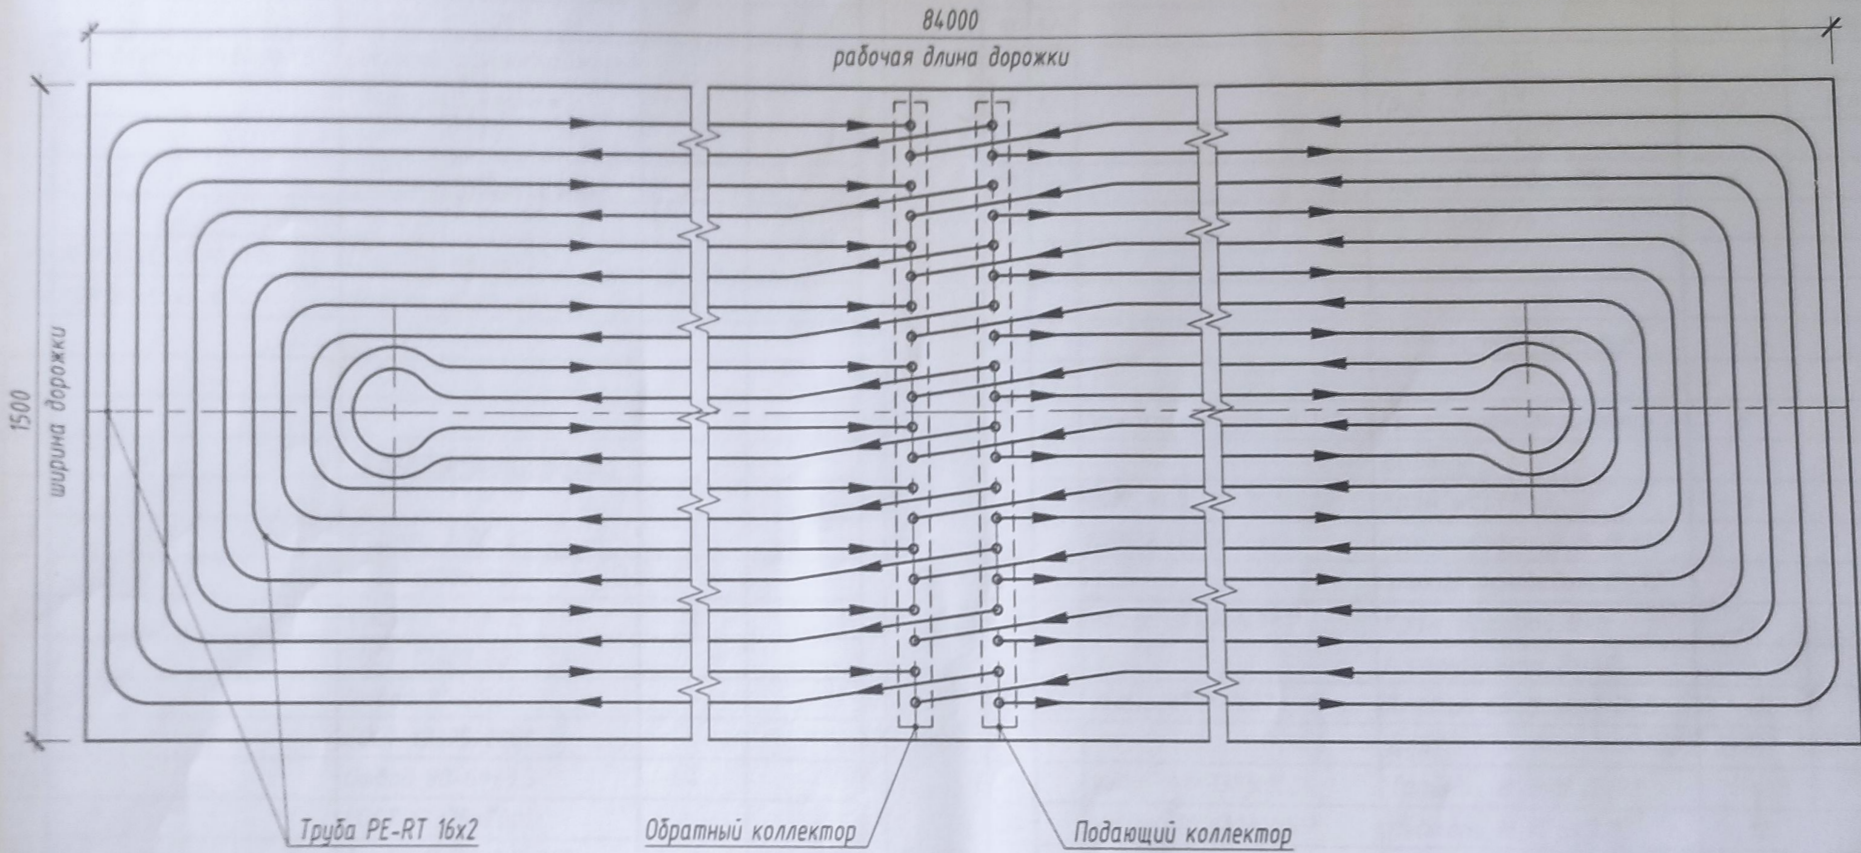 84000
рабочая длина дорожки
1500
ширина дорожки
Труба PE-RT 16x2
Обратный коллектор
Подающий коллектор